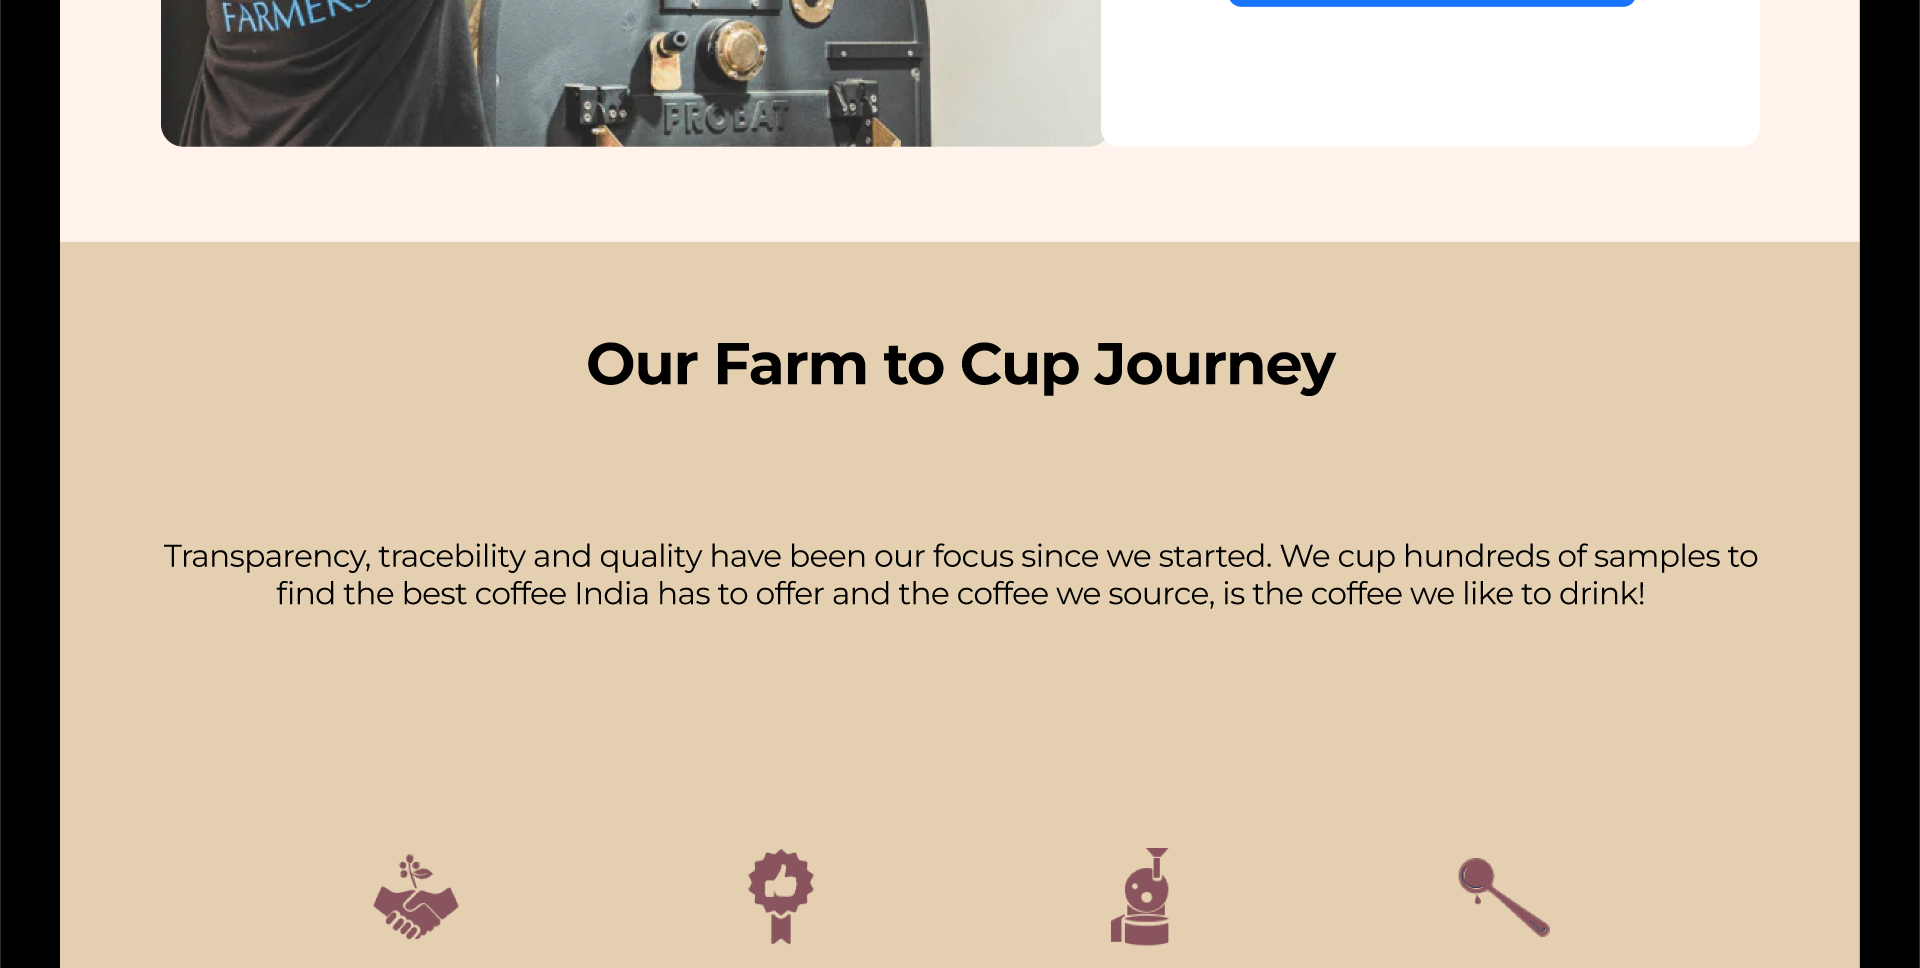 FARMERS
PROBAT
Our Farm to Cup Journey
Transparency, tracebility and quality have been our focus since we started. We cup hundreds of samples to
find the best coffee India has to offer and the coffee we source, is the coffee we like to drink!